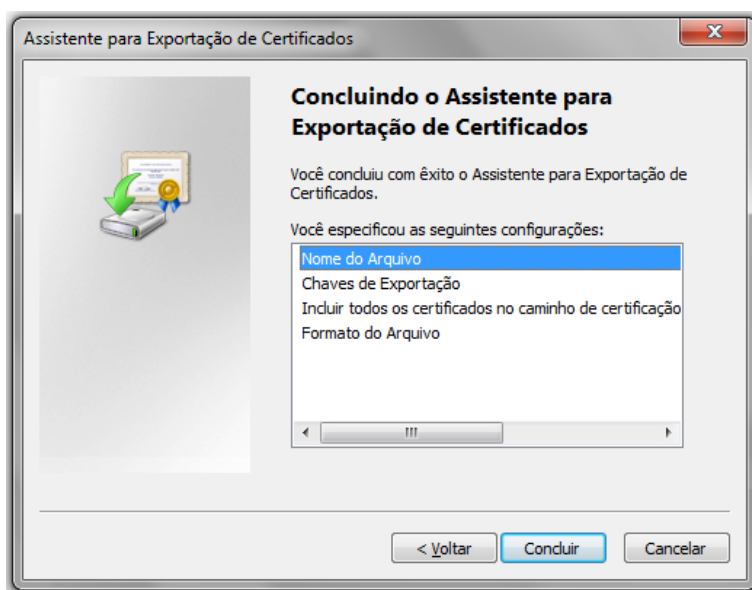 Assistente para Exportação de Certificados
Concluindo o Assistente para
Exportação de Certificados
Você concluiu com êxito o Assistente para Exportação de
Certificados.
Você especificou as seguintes configurações:
Nome do Arquivo
Chaves de Exportação
Incluir todos os certificados no caminho de certificação
Formato do Arquivo
< Voltar
Concluir
Cancelar